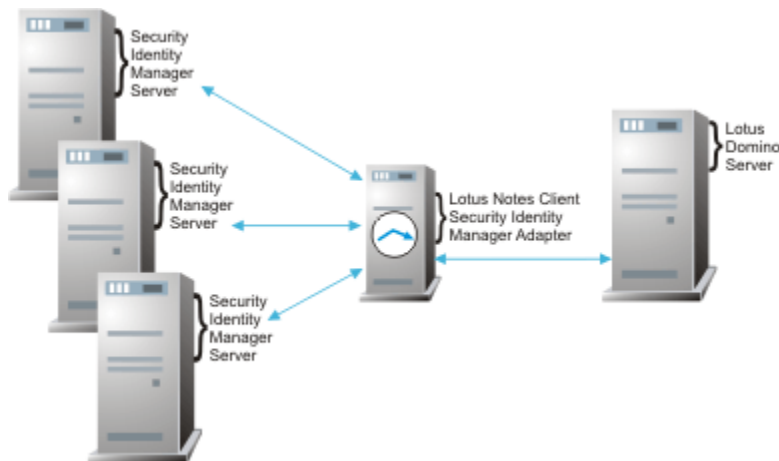 Security
Identity
Manager
Server
Security
Identity
Manager
Server
Security
Identity
Manager
Server
Lotus Notes Client
Security Identity
Manager Adapter
Lotus
Domino
Server